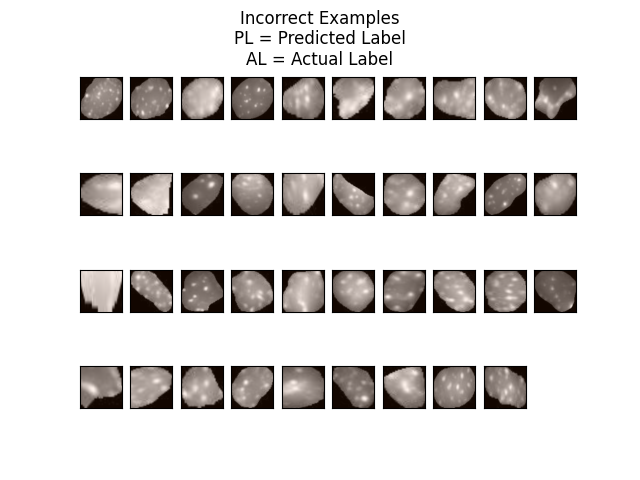 Incorrect Examples
PL = Predicted Label
AL = Actual Label